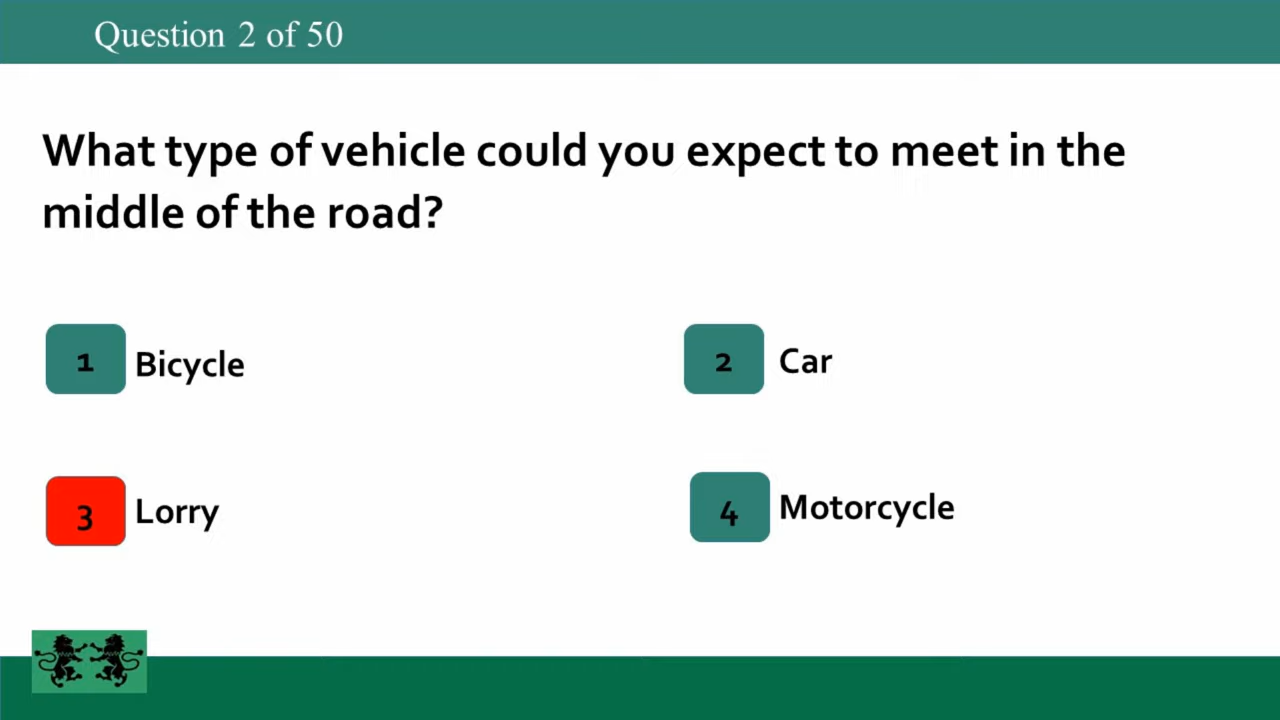 Question 2 of 50
What type of vehicle could you expect to meet in the
middle of the road?
1 Bicycle
2 Car
3 Lorry
4 Motorcycle